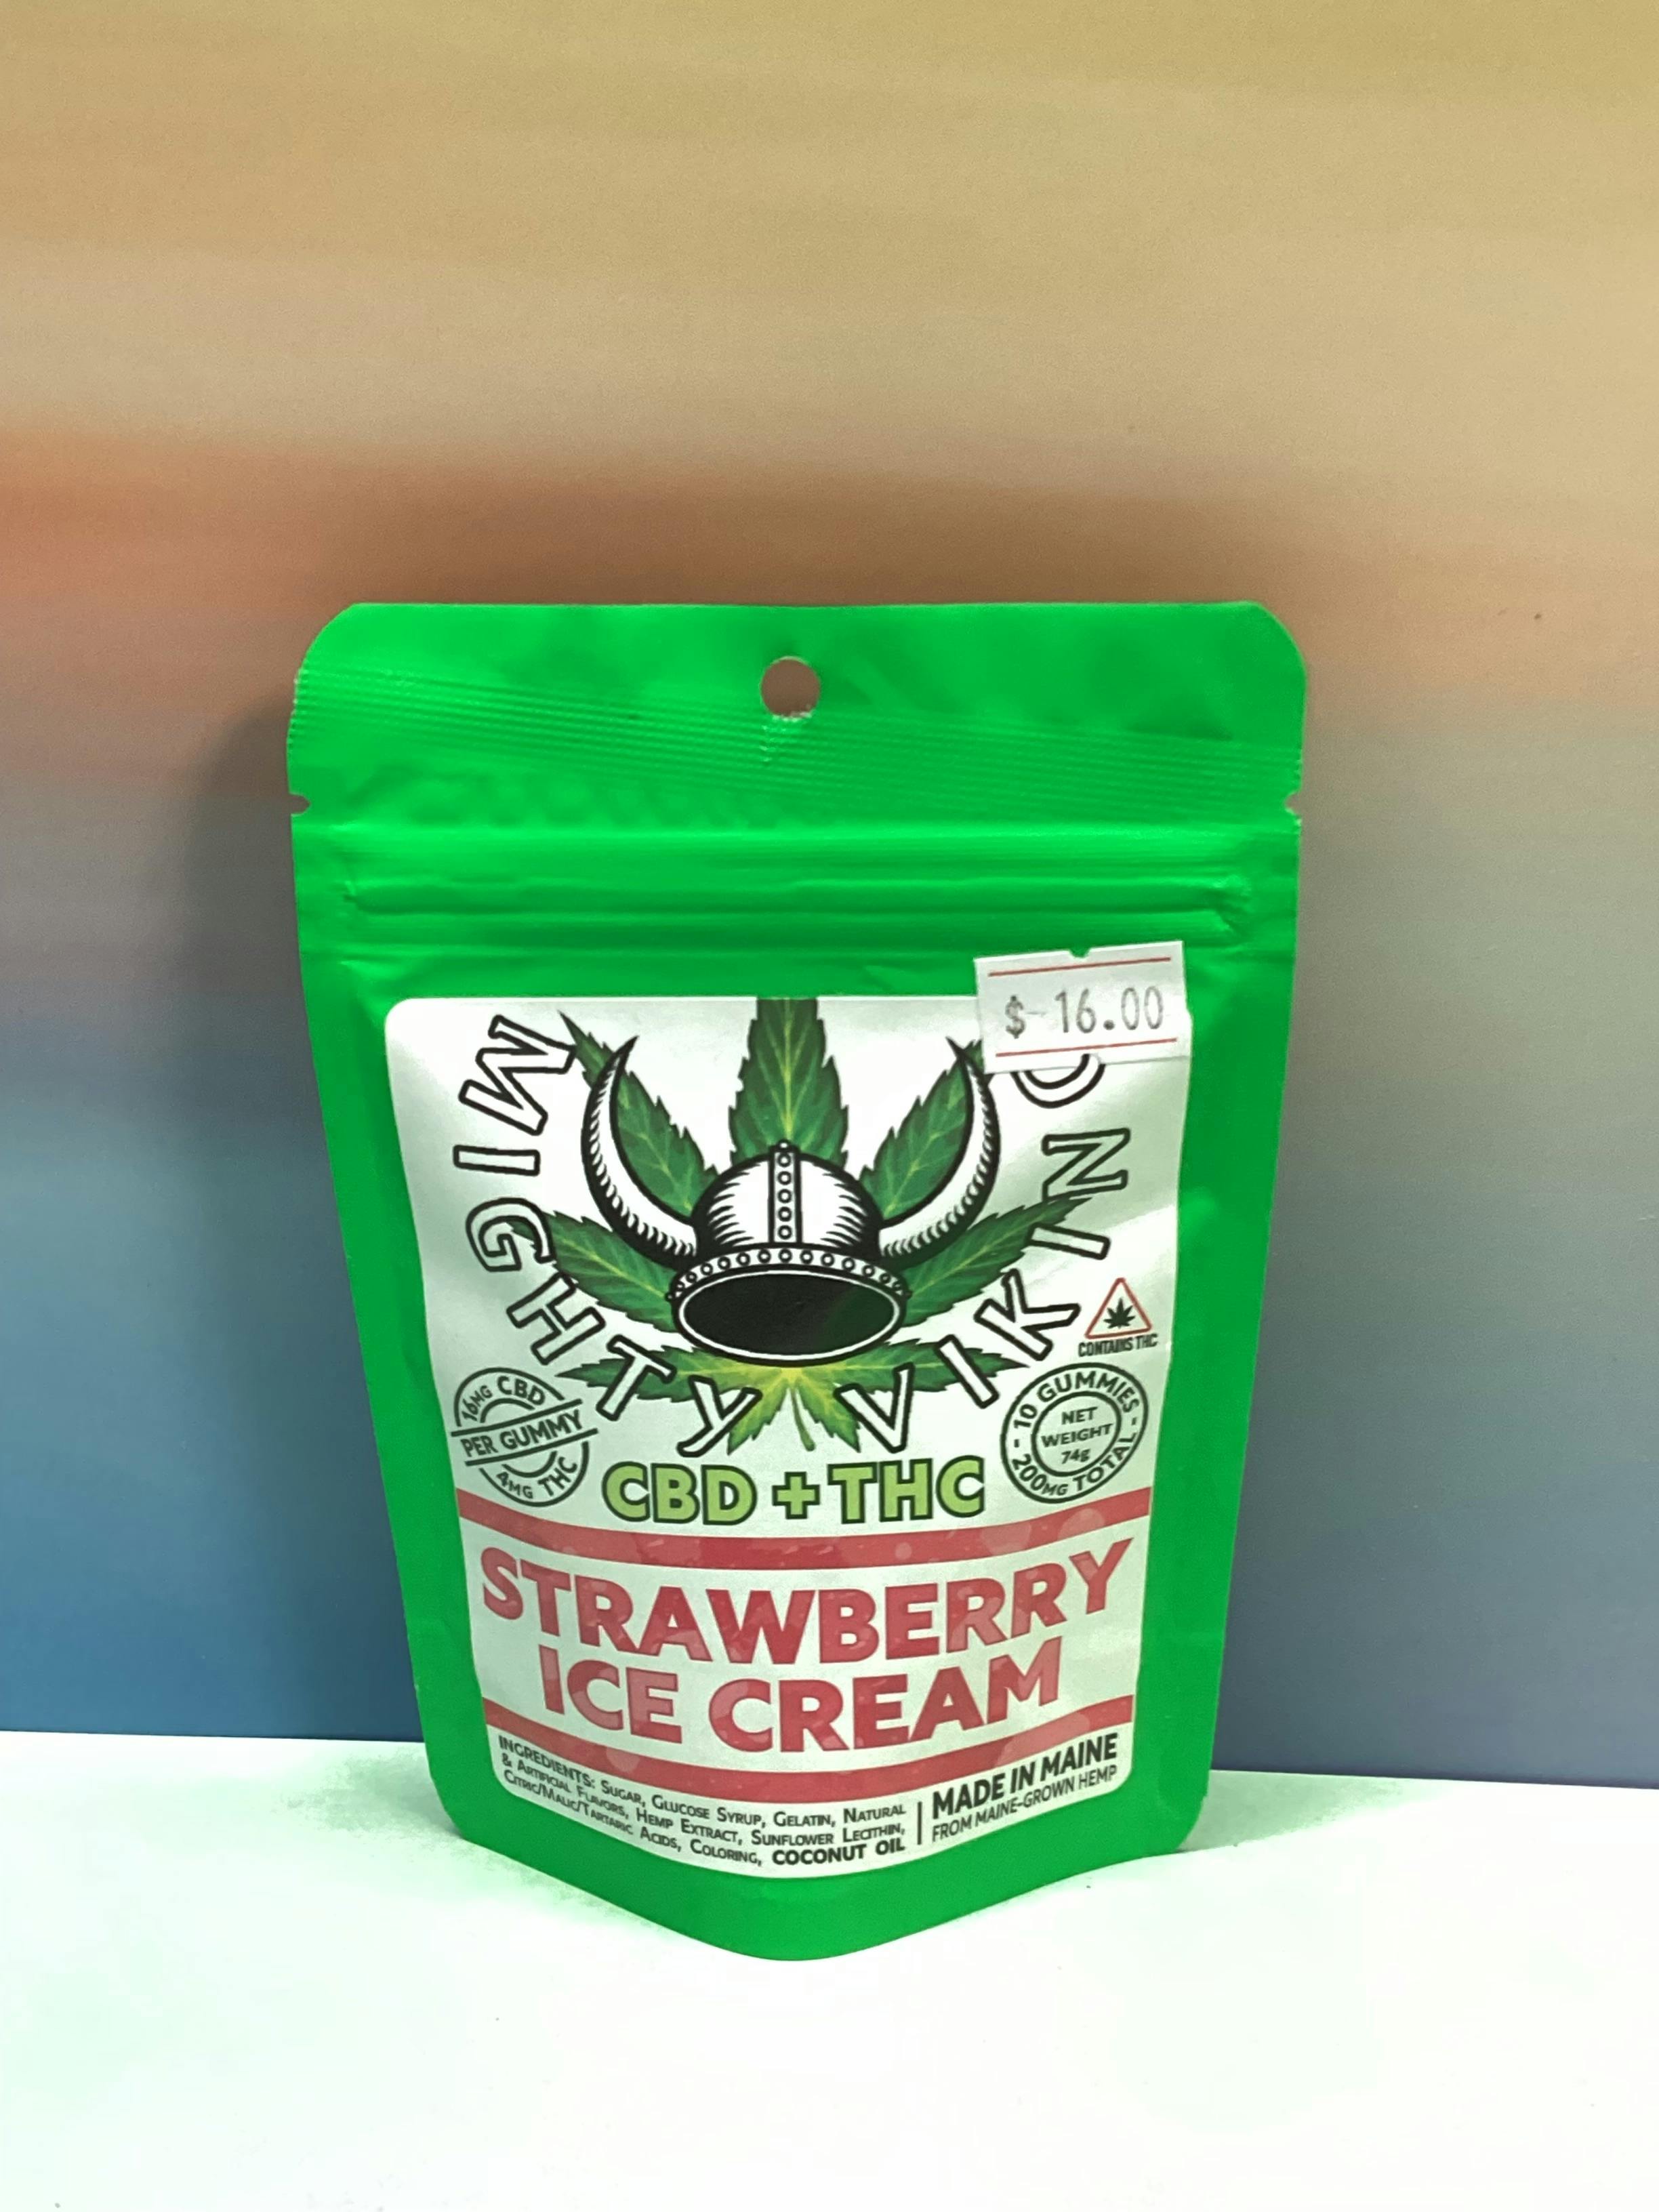 $ 16.00
MIGHTY VIKIN
CONTAINS THC
16MG CBD
PER GUMMY
4MG THC
10 GUMMIES
NET
WEIGHT
74g
200MG TOTAL
CBD + THC
STRAWBERRY
ICE CREAM
INGREDIENTS: SUGAR, GLUCOSE SYRUP, GELATIN, NATURAL
& ARTIFICIAL FLAVORS, HEMP EXTRACT, SUNFLOWER LECITHIN,
CITRIC/MALIC/TARTARIC ACIDS, COLORING, COCONUT OIL
MADE IN MAINE
FROM MAINE-GROWN HEMP